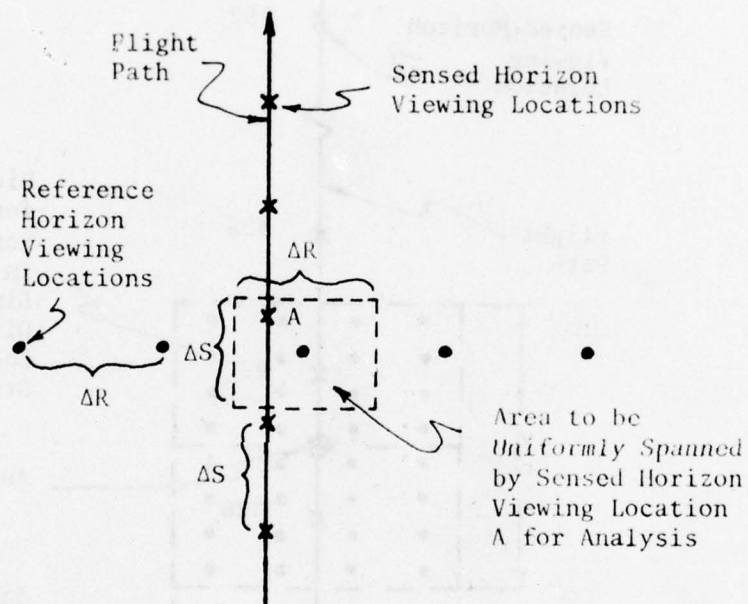 Flight
Path
Sensed Horizon
Viewing Locations
Reference
Horizon
Viewing
Locations
ΔR
A
ΔS
ΔR
ΔS
Area to be
Uniformly Spanned
by Sensed Horizon
Viewing Location
A for Analysis